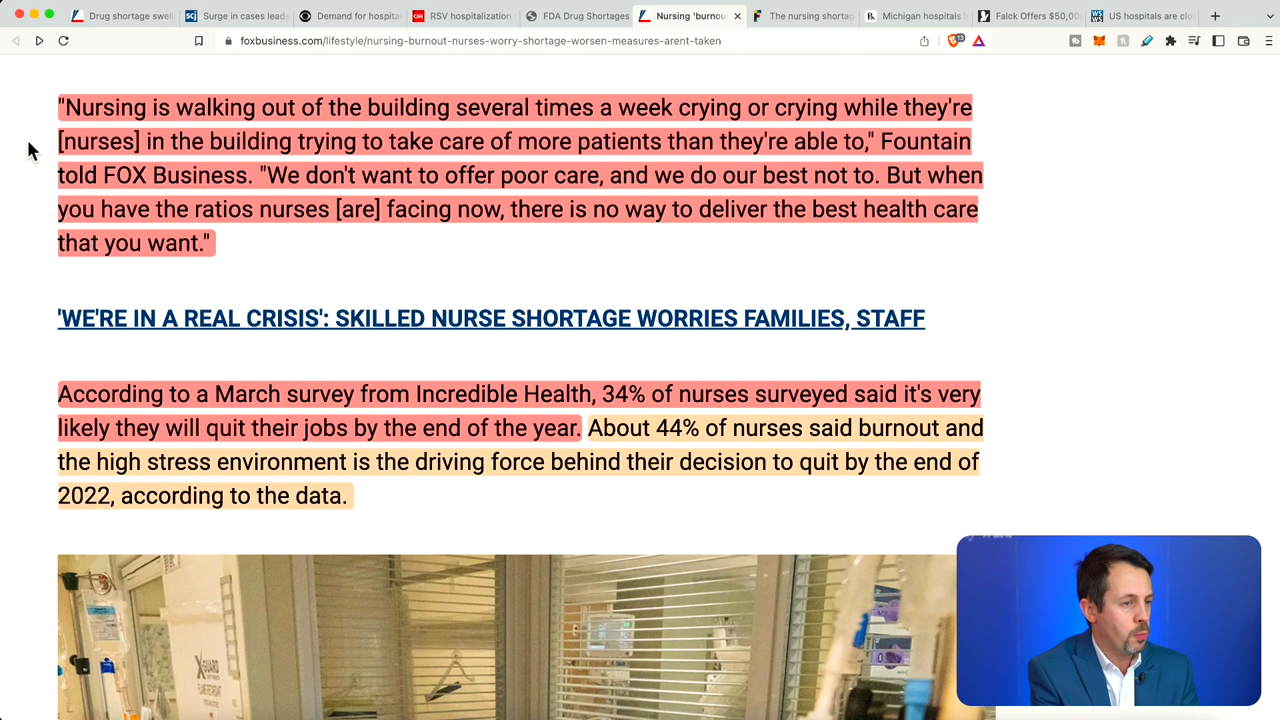 Drug shortage swell
Surge in cases leads
Demand for hospital
RSV hospitalization
FDA Drug Shortages
Nursing 'burnou
The nursing shortag
Michigan hospitals
Falck Offers $50,00
US hospitals are clo
foxbusiness.com/lifestyle/nursing-burnout-nurses-worry-shortage-worsen-measures-arent-taken
"Nursing is walking out of the building several times a week crying or crying while they're
[nurses] in the building trying to take care of more patients than they're able to," Fountain
told FOX Business. "We don't want to offer poor care, and we do our best not to. But when
you have the ratios nurses [are] facing now, there is no way to deliver the best health care
that you want."
'WE'RE IN A REAL CRISIS': SKILLED NURSE SHORTAGE WORRIES FAMILIES, STAFF
According to a March survey from Incredible Health, 34% of nurses surveyed said it's very
likely they will quit their jobs by the end of the year. About 44% of nurses said burnout and
the high stress environment is the driving force behind their decision to quit by the end of
2022, according to the data.